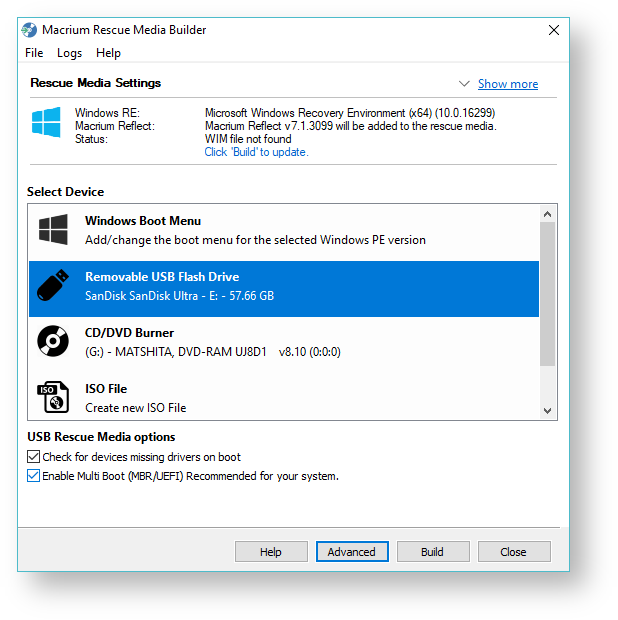 Macrium Rescue Media Builder
File Logs Help
Rescue Media Settings Show more
Windows RE: Microsoft Windows Recovery Environment (x64) (10.0.16299)
Macrium Reflect: Macrium Reflect v7.1.3099 will be added to the rescue media.
Status: WIM file not found
Click 'Build' to update.
Select Device
Windows Boot Menu
Add/change the boot menu for the selected Windows PE version
Removable USB Flash Drive
SanDisk SanDisk Ultra - E: - 57.66 GB
CD/DVD Burner
(G:) - MATSHITA, DVD-RAM UJ8D1 v8.10 (0:0:0)
ISO
ISO File
Create new ISO File
USB Rescue Media options
Check for devices missing drivers on boot
Enable Multi Boot (MBR/UEFI) Recommended for your system.
Help Advanced Build Close